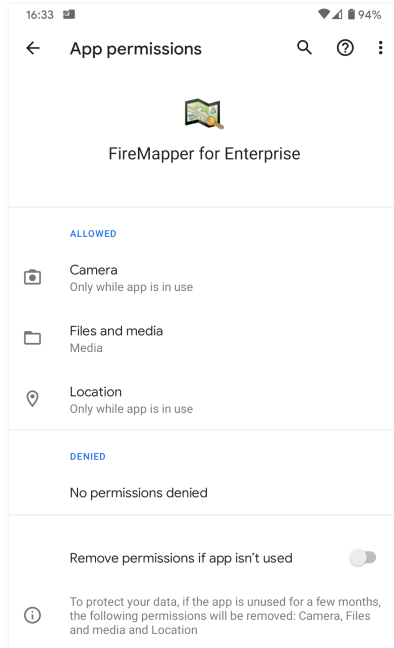 16:33 94%
App permissions
FireMapper for Enterprise
ALLOWED
Camera
Only while app is in use
Files and media
Media
Location
Only while app is in use
DENIED
No permissions denied
Remove permissions if app isn't used
To protect your data, if the app is unused for a few months,
the following permissions will be removed: Camera, Files
and media and Location